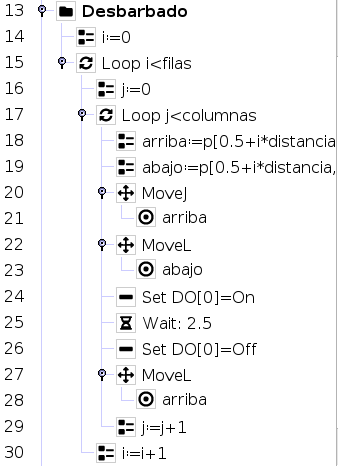 13 Desbarbado
14 i:=0
15 Loop i<filas
16 j:=0
17 Loop j<columnas
18 arriba:=p[0.5+i*distancia
19 abajo:=p[0.5+i*distancia,
20 MoveJ
21 arriba
22 MoveL
23 abajo
24 Set DO[0]=On
25 Wait: 2.5
26 Set DO[0]=Off
27 MoveL
28 arriba
29 j:=j+1
30 i:=i+1